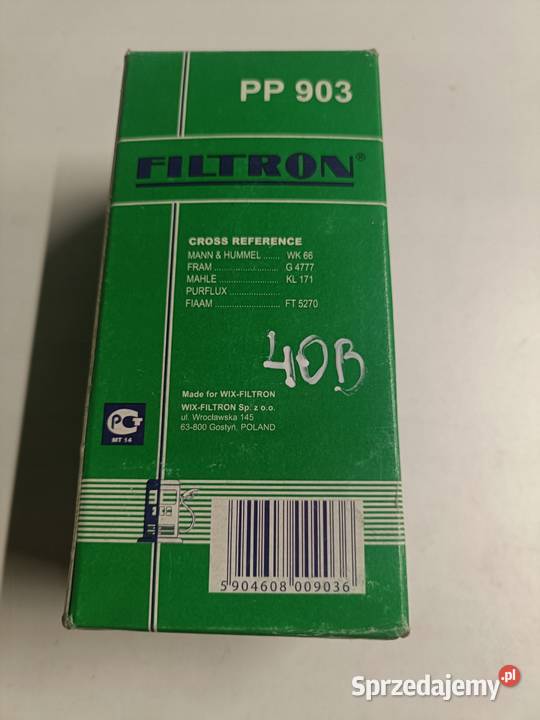 PP 903
FILTRON®
CROSS REFERENCE
MANN & HUMMEL ...... WK 66
FRAM ........................... G 4777
MAHLE ......................... KL 171
PURFLUX .....................
FIAAM .......................... FT 5270
40B
Made for WIX-FILTRON
WIX-FILTRON Sp. z o.o.
ul. Wrocławska 145
63-800 Gostyń, POLAND
МТ 14
5 904608 009036
Sprzedajemy.pl